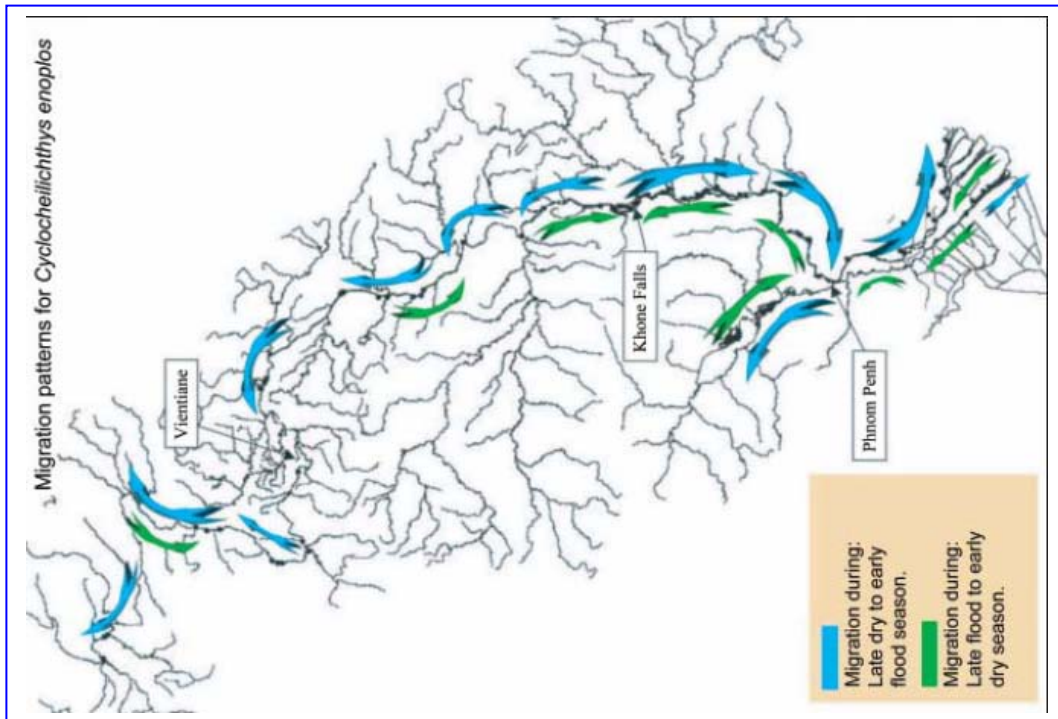 Migration patterns for Cyclocheilichthys enoplos
Vientiane
Khone Falls
Phnom Penh
Migration during:
Late dry to early
flood season.
Migration during:
Late flood to early
dry season.